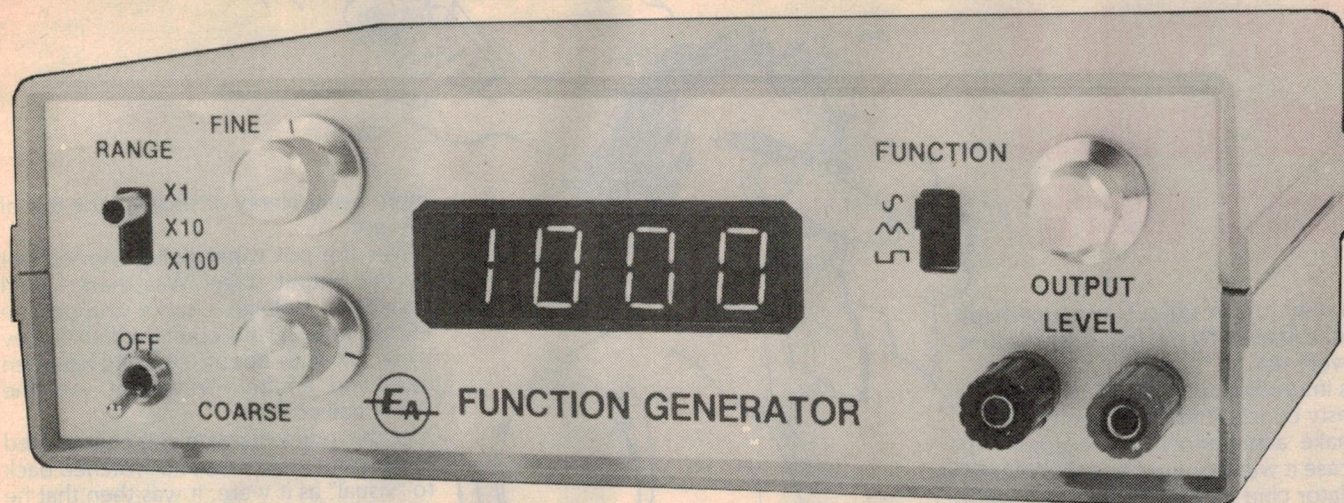 FINE
RANGE
X1
X10
X100
OFF
COARSE
1000
EA FUNCTION GENERATOR
FUNCTION
OUTPUT
LEVEL